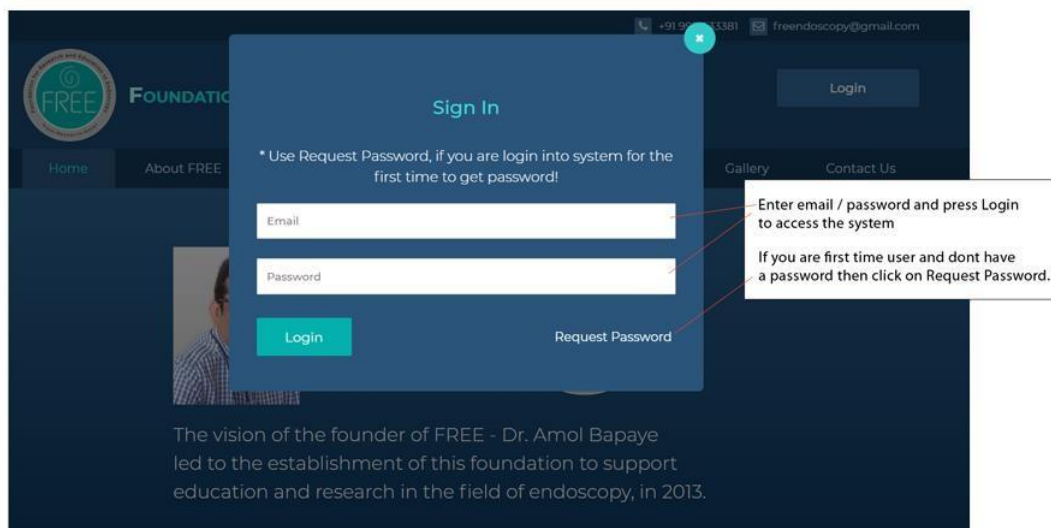 freendoscopy@gmail.com
FREE
FOUNDATIO
Login
Sign In
* Use Request Password, if you are login into system for the
first time to get password!
Home
About FREE
Gallery
Contact Us
Email
Password
Login
Request Password
Enter email / password and press Login
to access the system
If you are first time user and dont have
a password then click on Request Password.
The vision of the founder of FREE - Dr. Amol Bapaye
led to the establishment of this foundation to support
education and research in the field of endoscopy, in 2013.